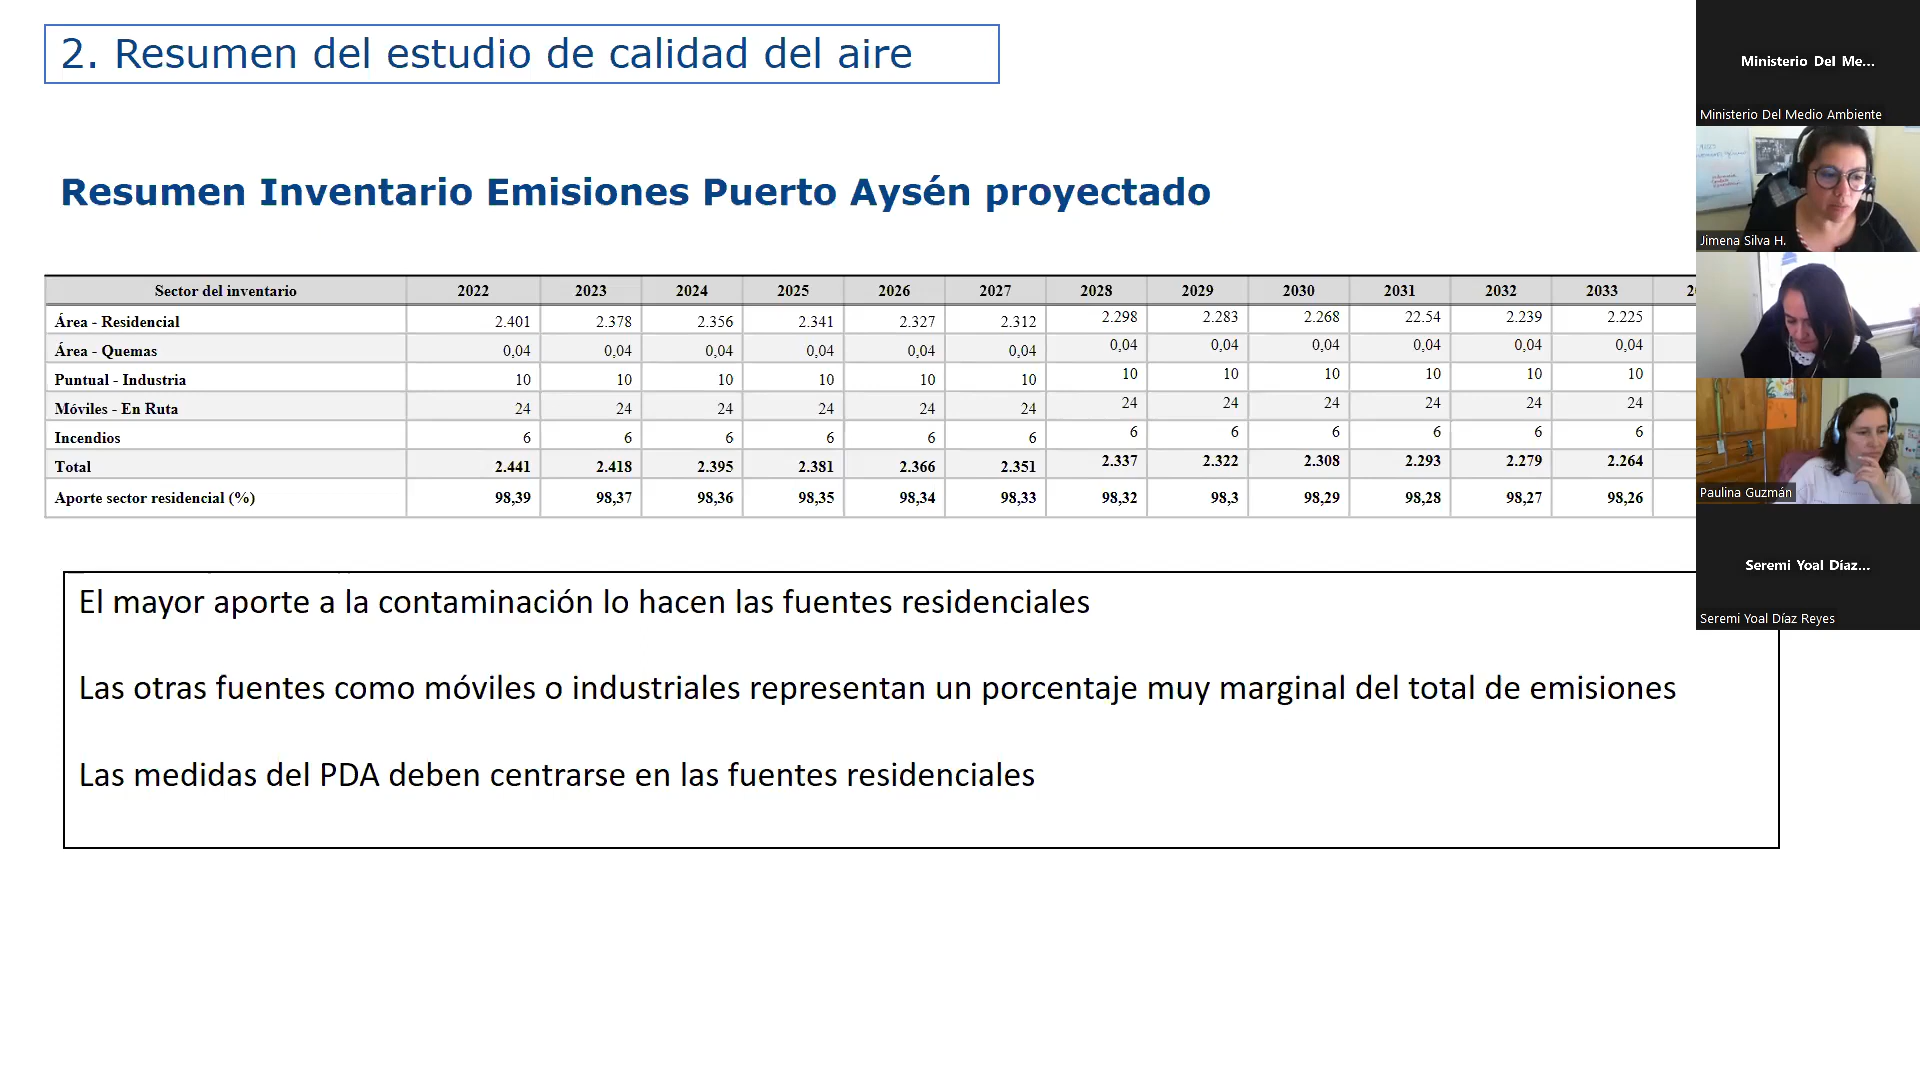 2. Resumen del estudio de calidad del aire
Resumen Inventario Emisiones Puerto Aysén proyectado
Sector del inventario 2022 2023 2024 2025 2026 2027 2028 2029 2030 2031 2032 2033
Área - Residencial 2.401 2.378 2.356 2.341 2.327 2.312 2.298 2.283 2.268 22.54 2.239 2.225
Área - Quemas 0,04 0,04 0,04 0,04 0,04 0,04 0,04 0,04 0,04 0,04 0,04 0,04
Puntual - Industria 10 10 10 10 10 10 10 10 10 10 10 10
Móviles - En Ruta 24 24 24 24 24 24 24 24 24 24 24 24
Incendios 6 6 6 6 6 6 6 6 6 6 6 6
Total 2.441 2.418 2.395 2.381 2.366 2.351 2.337 2.322 2.308 2.293 2.279 2.264
Aporte sector residencial (%) 98,39 98,37 98,36 98,35 98,34 98,33 98,32 98,3 98,29 98,28 98,27 98,26
El mayor aporte a la contaminación lo hacen las fuentes residenciales
Las otras fuentes como móviles o industriales representan un porcentaje muy marginal del total de emisiones
Las medidas del PDA deben centrarse en las fuentes residenciales
Ministerio Del Me...
Ministerio Del Medio Ambiente
Jimena Silva H.
Paulina Guzmán
Seremi Yoal Díaz...
Seremi Yoal Díaz Reyes